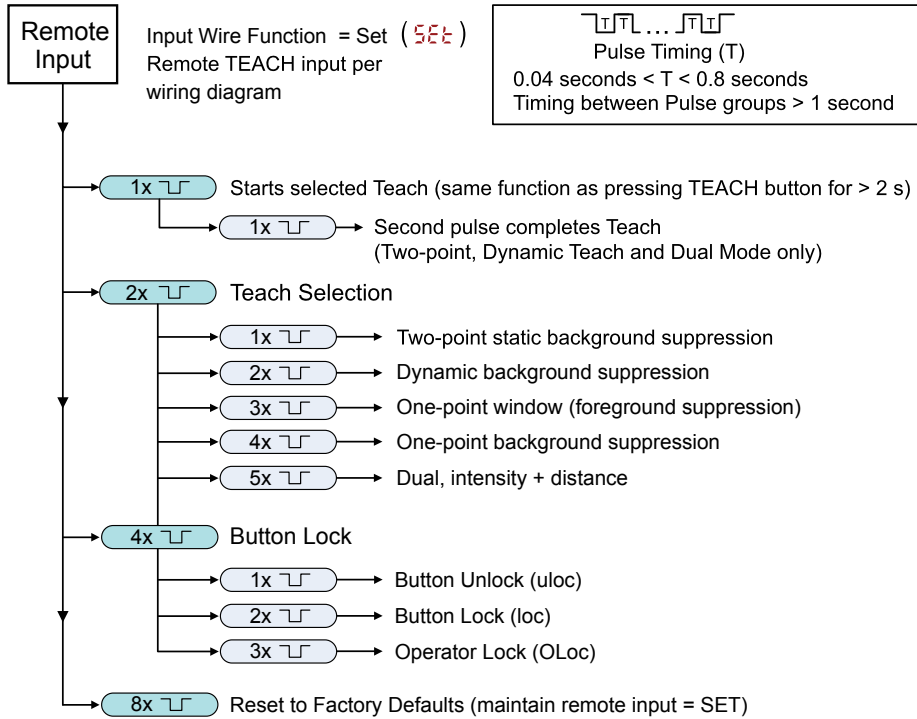 Remote
Input
Input Wire Function = Set (SEt)
Remote TEACH input per
wiring diagram
T T ... T T
Pulse Timing (T)
0.04 seconds < T < 0.8 seconds
Timing between Pulse groups > 1 second
1x Starts selected Teach (same function as pressing TEACH button for > 2 s)
1x Second pulse completes Teach
(Two-point, Dynamic Teach and Dual Mode only)
2x Teach Selection
1x Two-point static background suppression
2x Dynamic background suppression
3x One-point window (foreground suppression)
4x One-point background suppression
5x Dual, intensity + distance
4x Button Lock
1x Button Unlock (uloc)
2x Button Lock (loc)
3x Operator Lock (OLoc)
8x Reset to Factory Defaults (maintain remote input = SET)